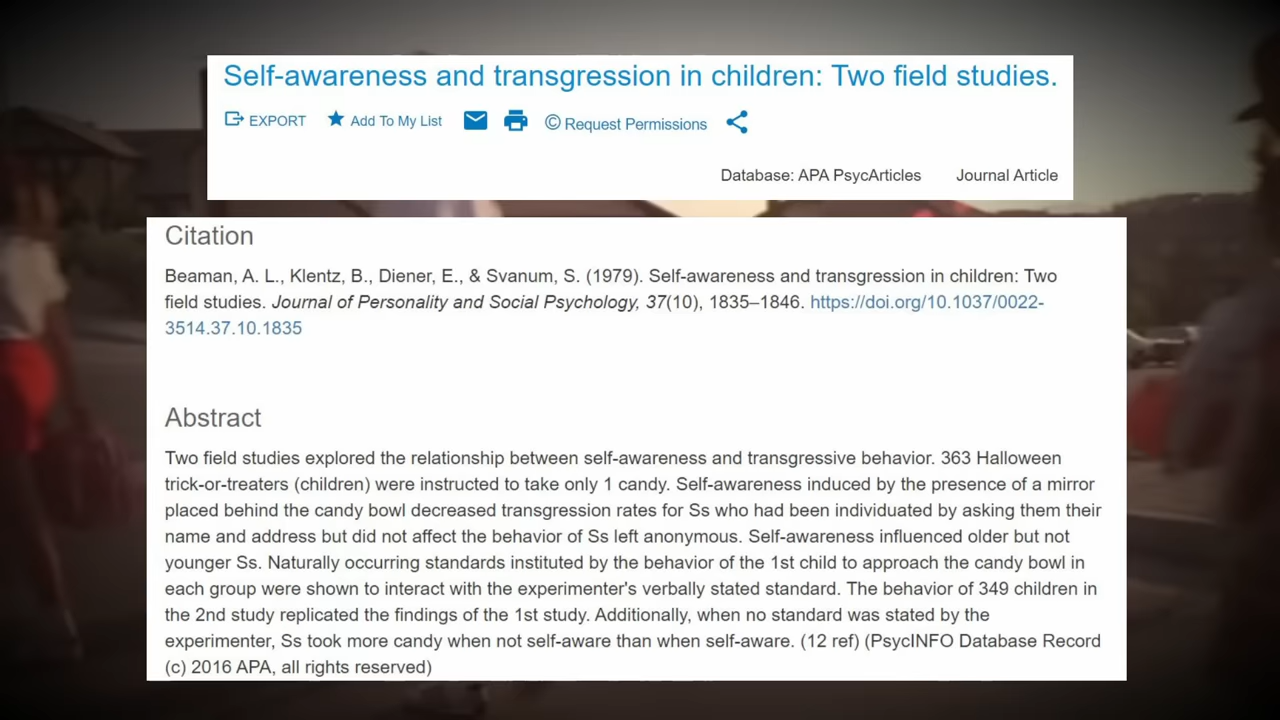 Self-awareness and transgression in children: Two field studies.
EXPORT Add To My List © Request Permissions
Database: APA PsycArticles Journal Article
Citation
Beaman, A. L., Klentz, B., Diener, E., & Svanum, S. (1979). Self-awareness and transgression in children: Two
field studies. Journal of Personality and Social Psychology, 37(10), 1835–1846. https://doi.org/10.1037/0022-
3514.37.10.1835
Abstract
Two field studies explored the relationship between self-awareness and transgressive behavior. 363 Halloween
trick-or-treaters (children) were instructed to take only 1 candy. Self-awareness induced by the presence of a mirror
placed behind the candy bowl decreased transgression rates for Ss who had been individuated by asking them their
name and address but did not affect the behavior of Ss left anonymous. Self-awareness influenced older but not
younger Ss. Naturally occurring standards instituted by the behavior of the 1st child to approach the candy bowl in
each group were shown to interact with the experimenter's verbally stated standard. The behavior of 349 children in
the 2nd study replicated the findings of the 1st study. Additionally, when no standard was stated by the
experimenter, Ss took more candy when not self-aware than when self-aware. (12 ref) (PsycINFO Database Record
(c) 2016 APA, all rights reserved)